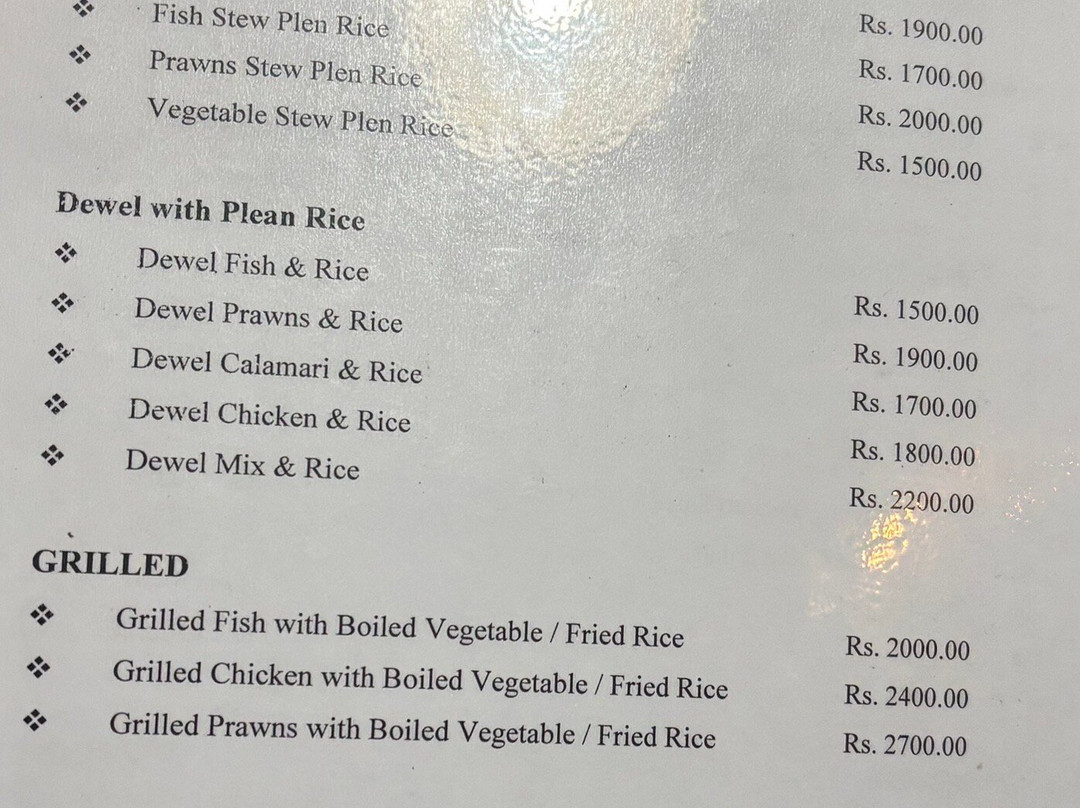 Rs. 1900.00
Fish Stew Plen Rice Rs. 1700.00
Prawns Stew Plen Rice Rs. 2000.00
Vegetable Stew Plen Rice Rs. 1500.00
Dewel with Plean Rice
Dewel Fish & Rice Rs. 1500.00
Dewel Prawns & Rice Rs. 1900.00
Dewel Calamari & Rice Rs. 1700.00
Dewel Chicken & Rice Rs. 1800.00
Dewel Mix & Rice Rs. 2200.00
GRILLED
Grilled Fish with Boiled Vegetable / Fried Rice Rs. 2000.00
Grilled Chicken with Boiled Vegetable / Fried Rice Rs. 2400.00
Grilled Prawns with Boiled Vegetable / Fried Rice Rs. 2700.00